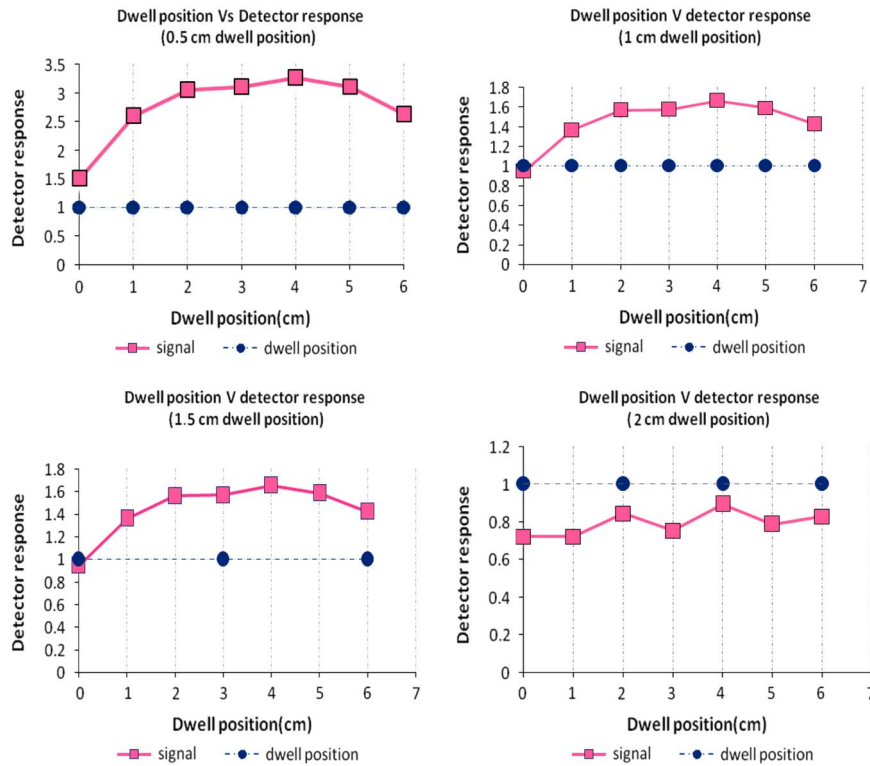 Dwell position Vs Detector response
(0.5 cm dwell position)
3.5
3
2.5
2
1.5
1
0.5
0
Detector response
0 1 2 3 4 5 6
Dwell position(cm)
signal dwell position
Dwell position V detector response
(1 cm dwell position)
1.8
1.6
1.4
1.2
1
0.8
0.6
0.4
0.2
0
Detector response
0 1 2 3 4 5 6 7
Dwell position(cm)
signal dwell position
Dwell position V detector response
(1.5 cm dwell position)
1.8
1.6
1.4
1.2
1
0.8
0.6
0.4
0.2
0
Detector response
0 1 2 3 4 5 6 7
Dwell position(cm)
signal dwell position
Dwell position V detector response
(2 cm dwell position)
1.2
1
0.8
0.6
0.4
0.2
0
Detector response
0 1 2 3 4 5 6 7
Dwell position(cm)
signal dwell position